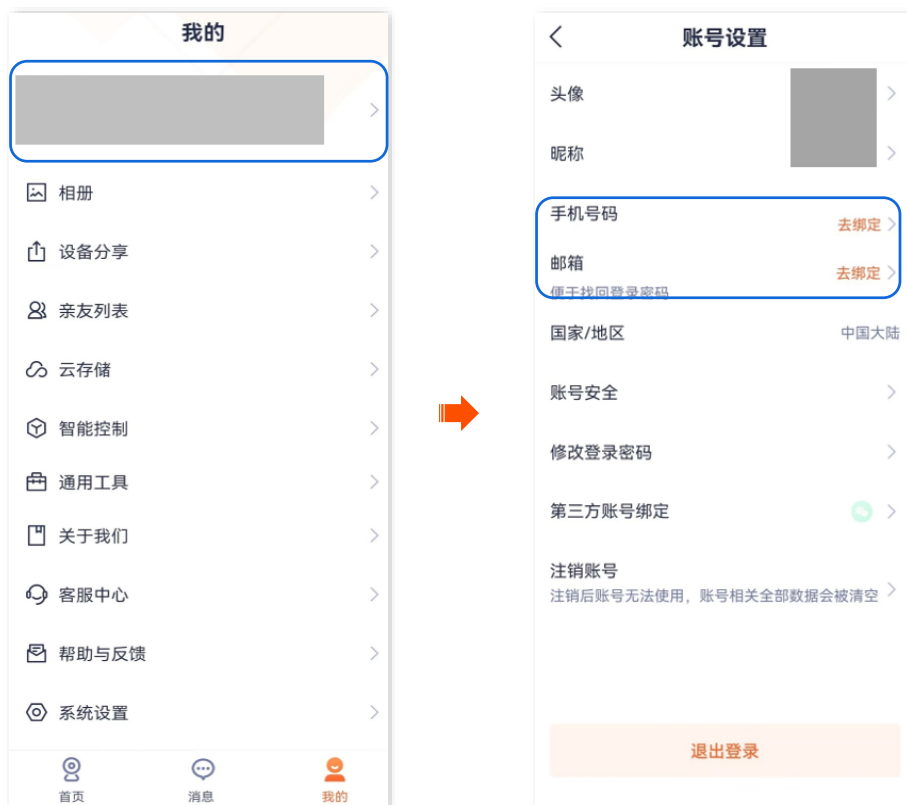 我的
相册
设备分享
亲友列表
云存储
智能控制
通用工具
关于我们
客服中心
帮助与反馈
系统设置
首页
消息
我的
账号设置
头像
昵称
手机号码
去绑定
邮箱
去绑定
便于找回登录密码
国家/地区
中国大陆
账号安全
修改登录密码
第三方账号绑定
注销账号
注销后账号无法使用，账号相关全部数据会被清空
退出登录